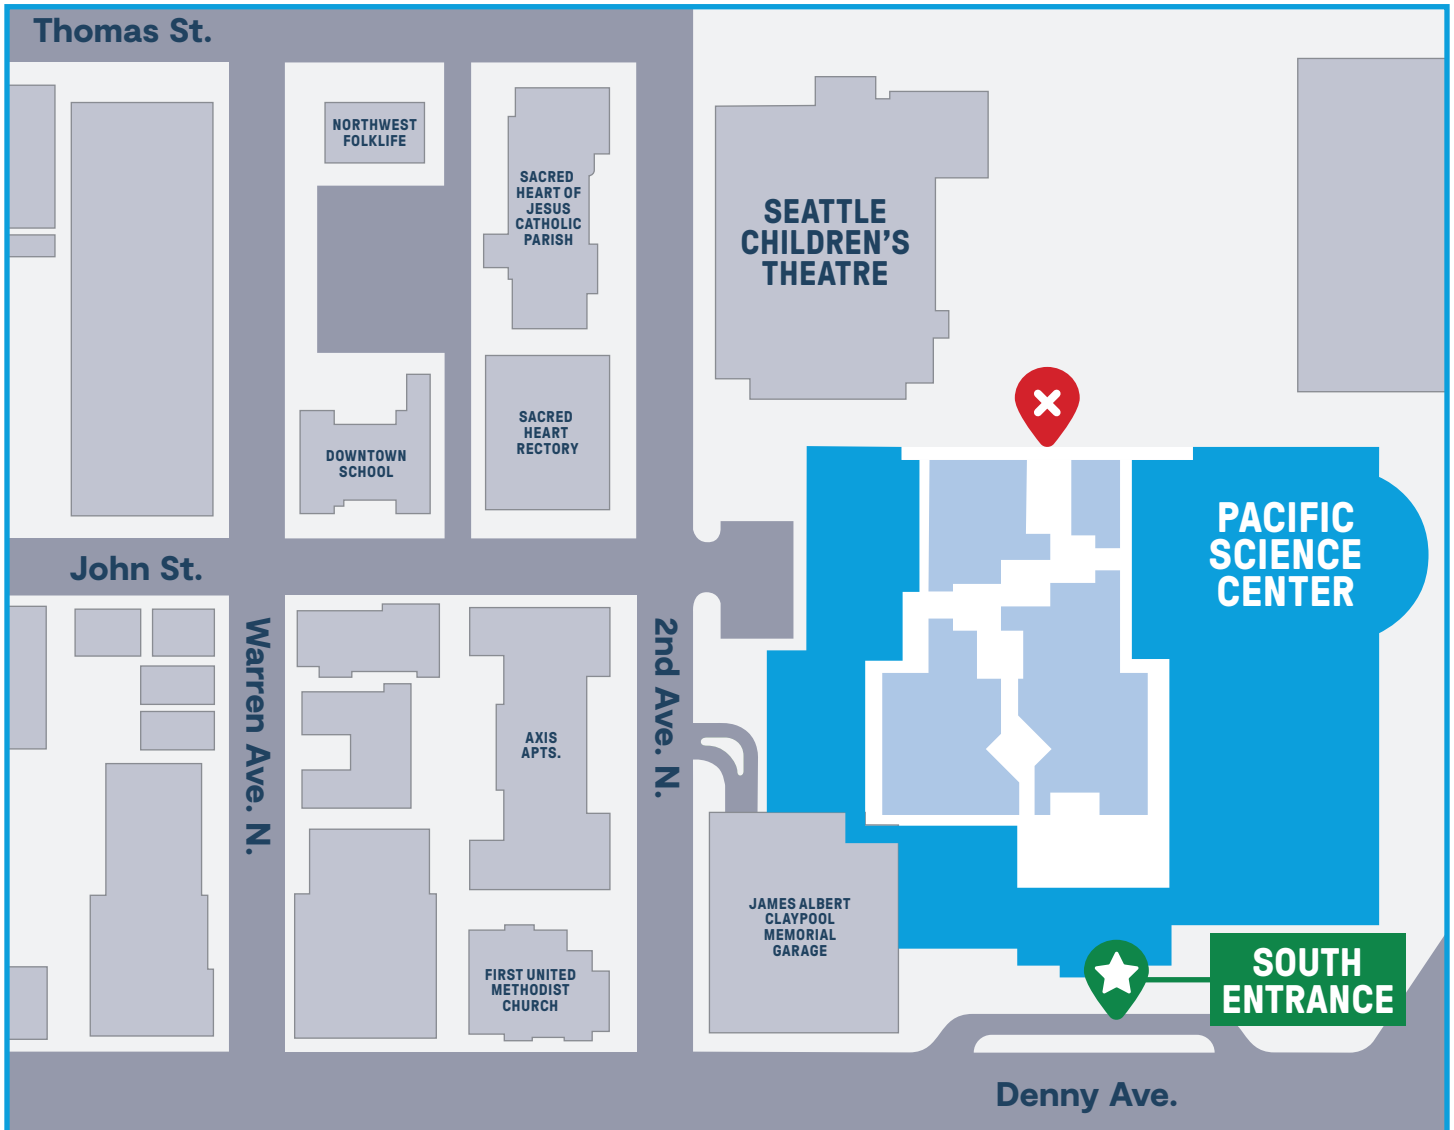 Thomas St.
NORTHWEST
FOLKLIFE
SACRED
HEART OF
JESUS
CATHOLIC
PARISH
SEATTLE
CHILDREN'S
THEATRE
SACRED
HEART
RECTORY
DOWNTOWN
SCHOOL
PACIFIC
SCIENCE
CENTER
John St.
Warren Ave. N.
2nd Ave. N.
AXIS
APTS.
JAMES ALBERT
CLAYPOOL
MEMORIAL
GARAGE
FIRST UNITED
METHODIST
CHURCH
SOUTH
ENTRANCE
Denny Ave.